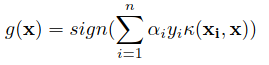 g(x) = sign(∑_{i=1}^{n} α_i y_i κ(x_i, x))